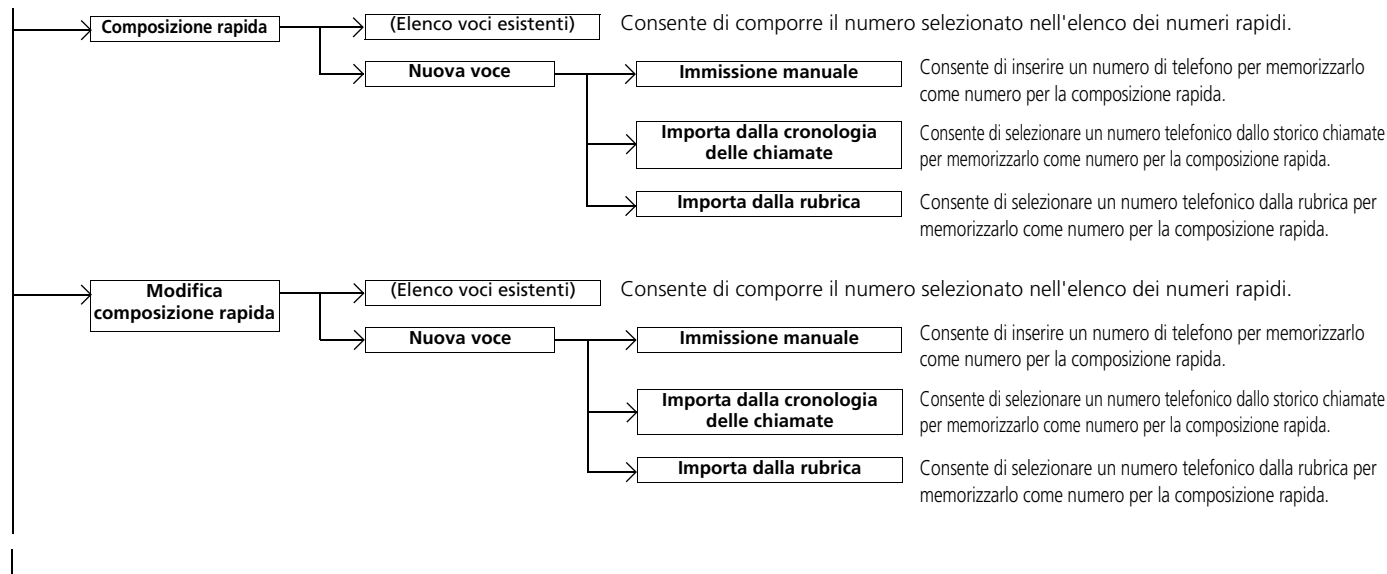 Composizione rapida
(Elenco voci esistenti)
Consente di comporre il numero selezionato nell'elenco dei numeri rapidi.
Nuova voce
Immissione manuale
Consente di inserire un numero di telefono per memorizzarlo
come numero per la composizione rapida.
Importa dalla cronologia
delle chiamate
Consente di selezionare un numero telefonico dallo storico chiamate
per memorizzarlo come numero per la composizione rapida.
Importa dalla rubrica
Consente di selezionare un numero telefonico dalla rubrica per
memorizzarlo come numero per la composizione rapida.
Modifica
composizione rapida
(Elenco voci esistenti)
Consente di comporre il numero selezionato nell'elenco dei numeri rapidi.
Nuova voce
Immissione manuale
Consente di inserire un numero di telefono per memorizzarlo
come numero per la composizione rapida.
Importa dalla cronologia
delle chiamate
Consente di selezionare un numero telefonico dallo storico chiamate
per memorizzarlo come numero per la composizione rapida.
Importa dalla rubrica
Consente di selezionare un numero telefonico dalla rubrica per
memorizzarlo come numero per la composizione rapida.